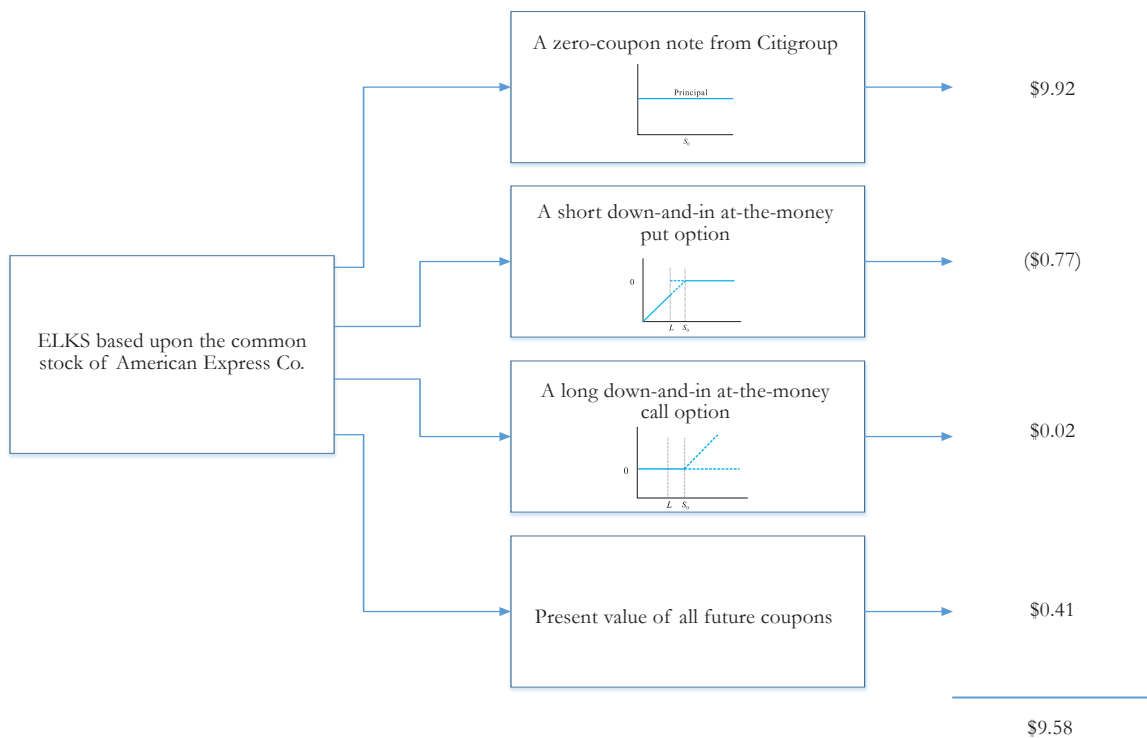 A zero-coupon note from Citigroup
Principal
S₀
$9.92
A short down-and-in at-the-money
put option
0
L
S₀
($0.77)
ELKS based upon the common
stock of American Express Co.
A long down-and-in at-the-money
call option
0
L
S₀
$0.02
Present value of all future coupons
$0.41
$9.58